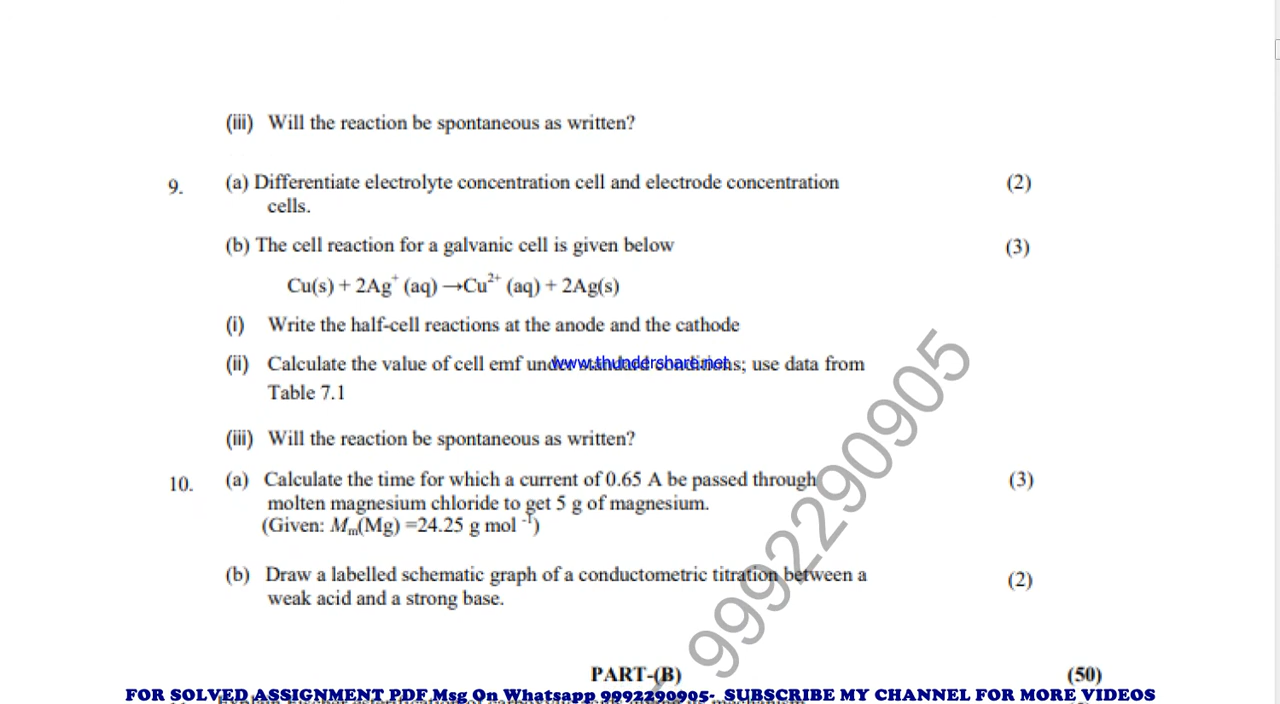 (iii) Will the reaction be spontaneous as written?
9. (a) Differentiate electrolyte concentration cell and electrode concentration (2)
cells.
(b) The cell reaction for a galvanic cell is given below (3)
Cu(s) + 2Ag⁺ (aq) →Cu²⁺ (aq) + 2Ag(s)
(i) Write the half-cell reactions at the anode and the cathode
(ii) Calculate the value of cell emf under standard conditions; use data from
www.thundershare.net
Table 7.1
(iii) Will the reaction be spontaneous as written?
10. (a) Calculate the time for which a current of 0.65 A be passed through (3)
molten magnesium chloride to get 5 g of magnesium.
(Given: Mₘ(Mg) =24.25 g mol ⁻¹)
(b) Draw a labelled schematic graph of a conductometric titration between a (2)
weak acid and a strong base.
9992290905
PART-(B) (50)
FOR SOLVED ASSIGNMENT PDF Msg On Whatsapp 9992290905- SUBSCRIBE MY CHANNEL FOR MORE VIDEOS